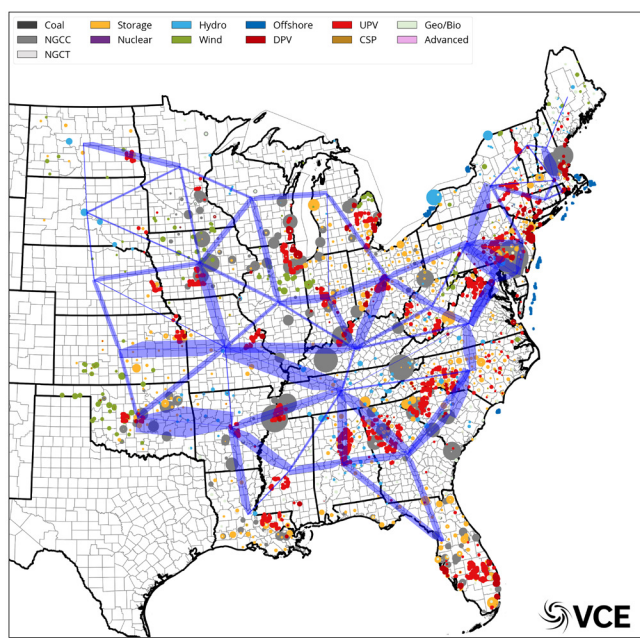 Coal Storage Hydro Offshore UPV Geo/Bio
NGCC Nuclear Wind DPV CSP Advanced
NGCT
VCE